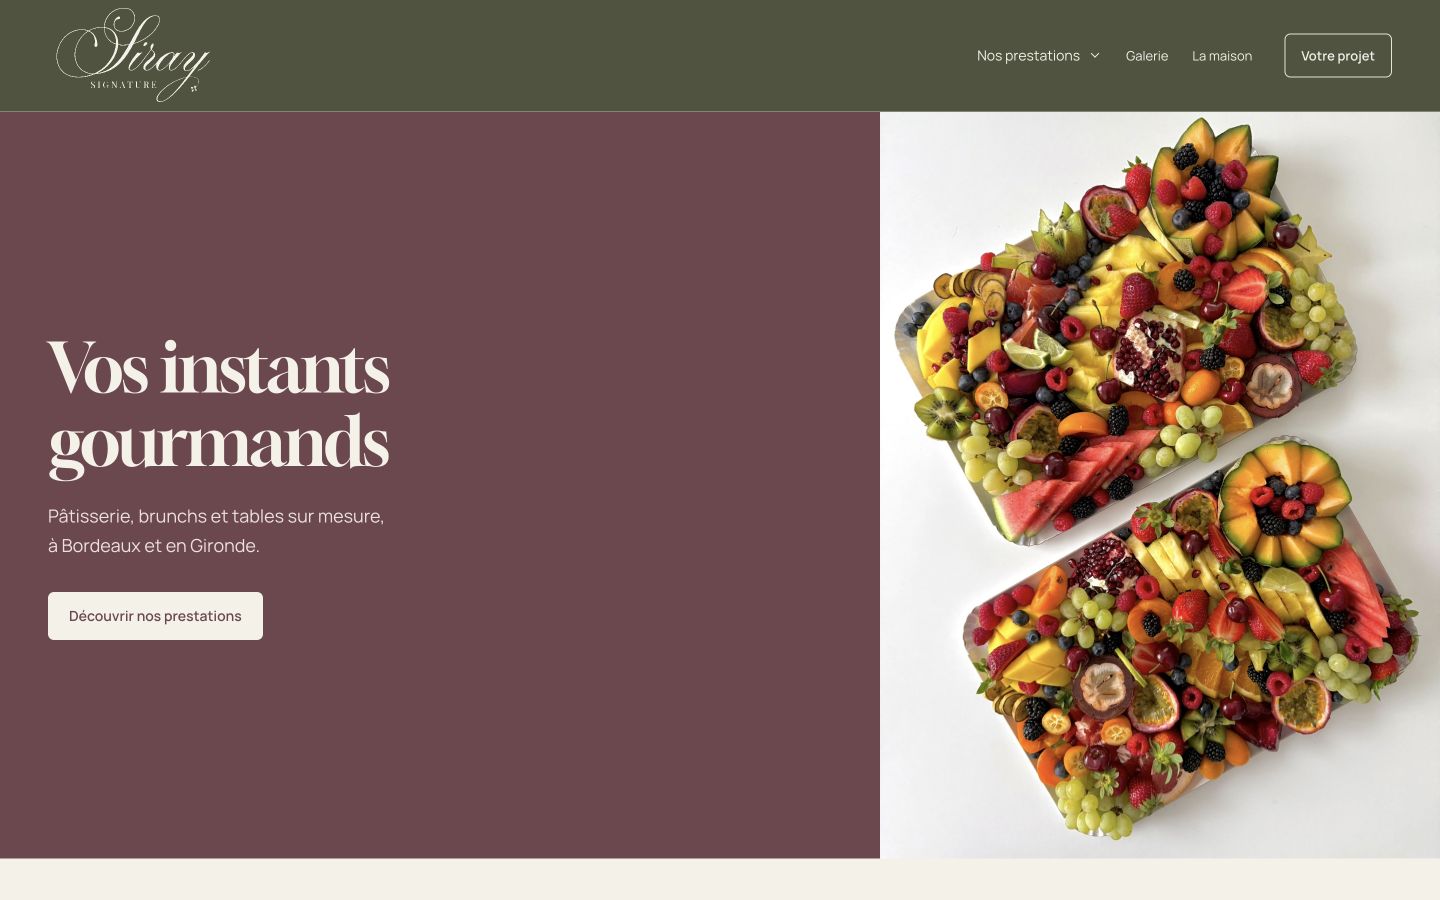 Siray
SIGNATURE
Nos prestations
Galerie
La maison
Votre projet
Vos instants
gourmands
Pâtisserie, brunchs et tables sur mesure,
à Bordeaux et en Gironde.
Découvrir nos prestations